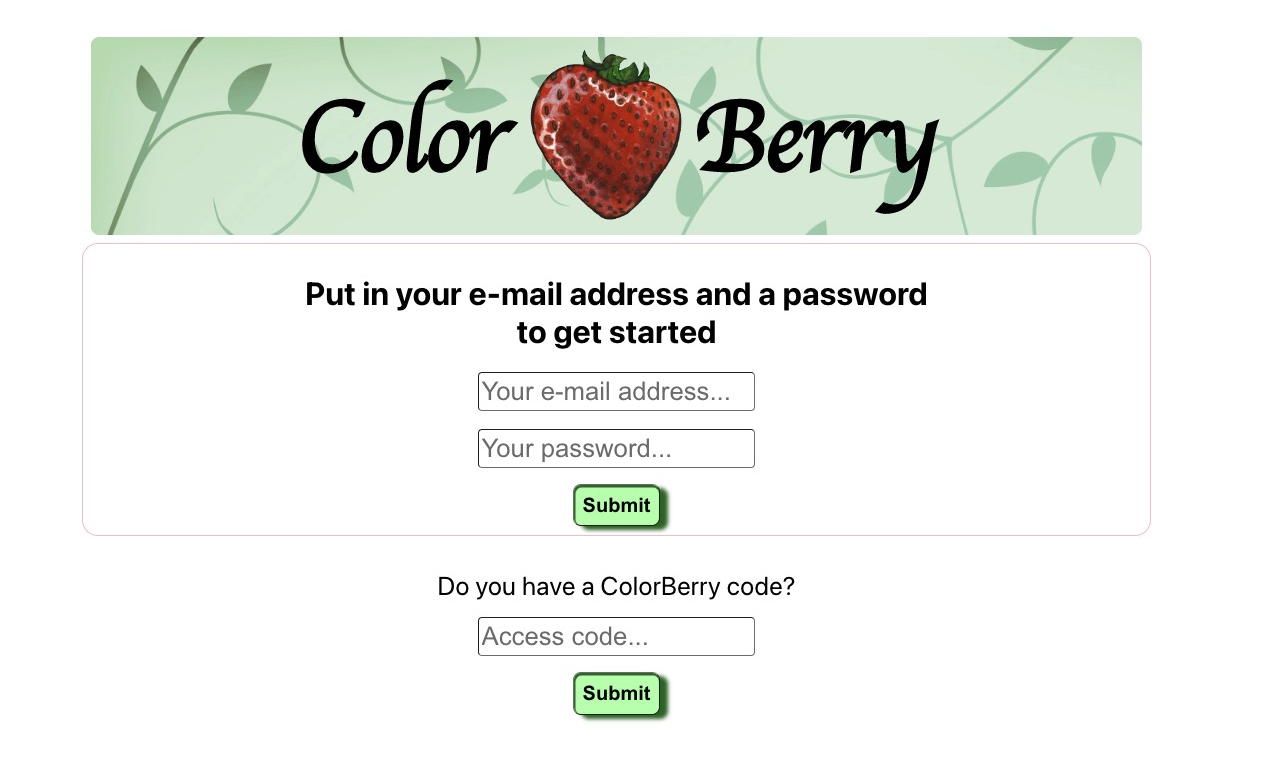 Color Berry
Put in your e-mail address and a password
to get started
Your e-mail address...
Your password...
Submit
Do you have a ColorBerry code?
Access code...
Submit